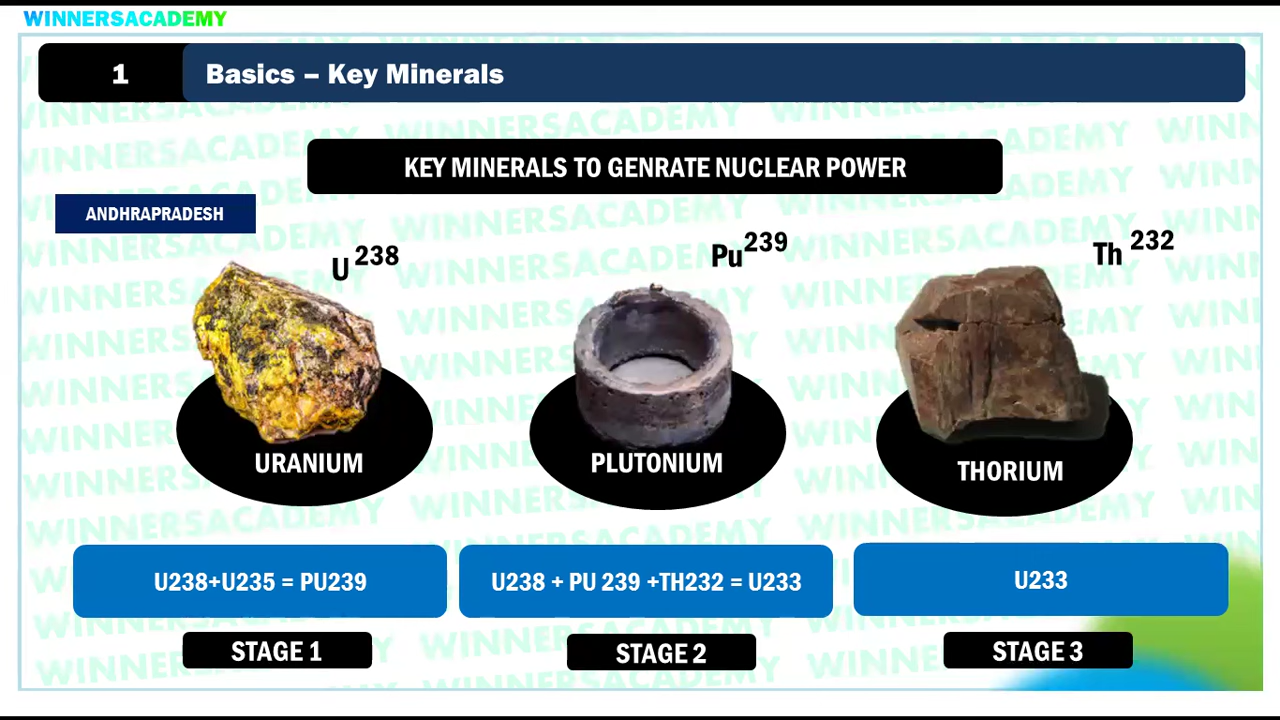 WINNERSACADEMY
1 Basics – Key Minerals
KEY MINERALS TO GENRATE NUCLEAR POWER
ANDHRAPRADESH
U 238
Pu 239
Th 232
URANIUM
PLUTONIUM
THORIUM
U238+U235 = PU239
U238 + PU 239 +TH232 = U233
U233
STAGE 1
STAGE 2
STAGE 3